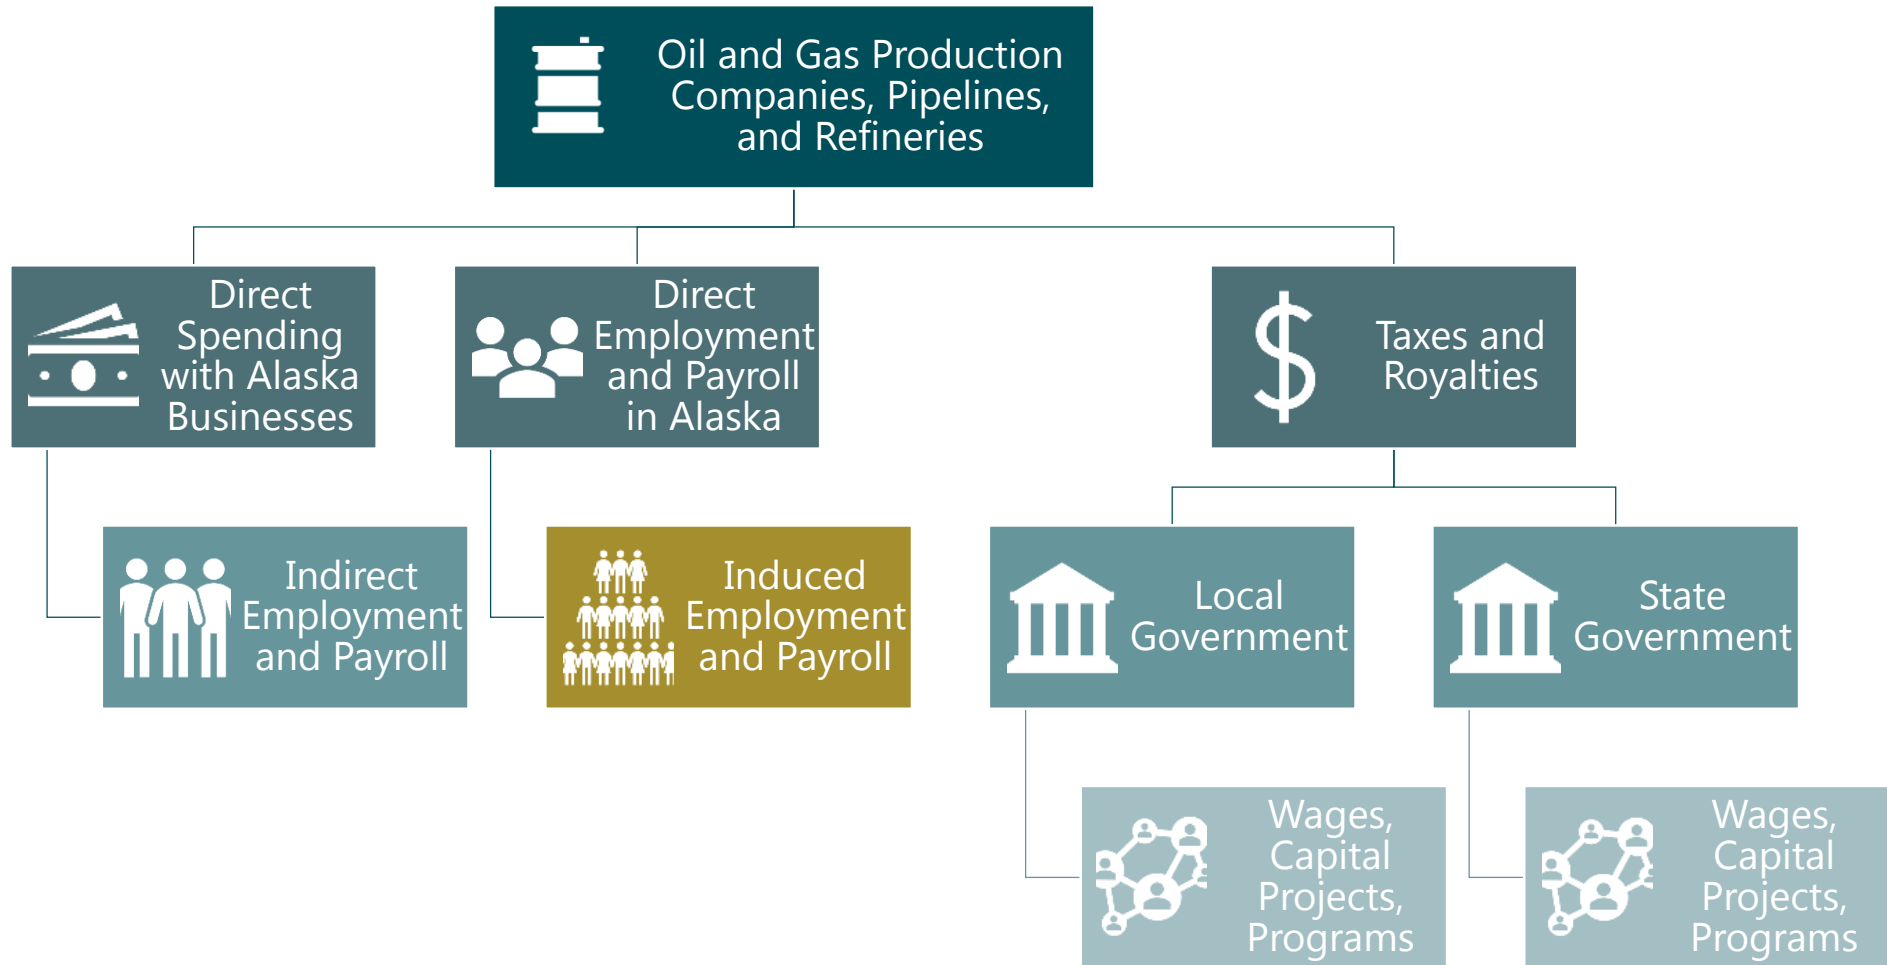 Oil and Gas Production
Companies, Pipelines,
and Refineries
Direct
Spending
with Alaska
Businesses
Direct
Employment
and Payroll
in Alaska
Taxes and
Royalties
Indirect
Employment
and Payroll
Induced
Employment
and Payroll
Local
Government
State
Government
Wages,
Capital
Projects,
Programs
Wages,
Capital
Projects,
Programs